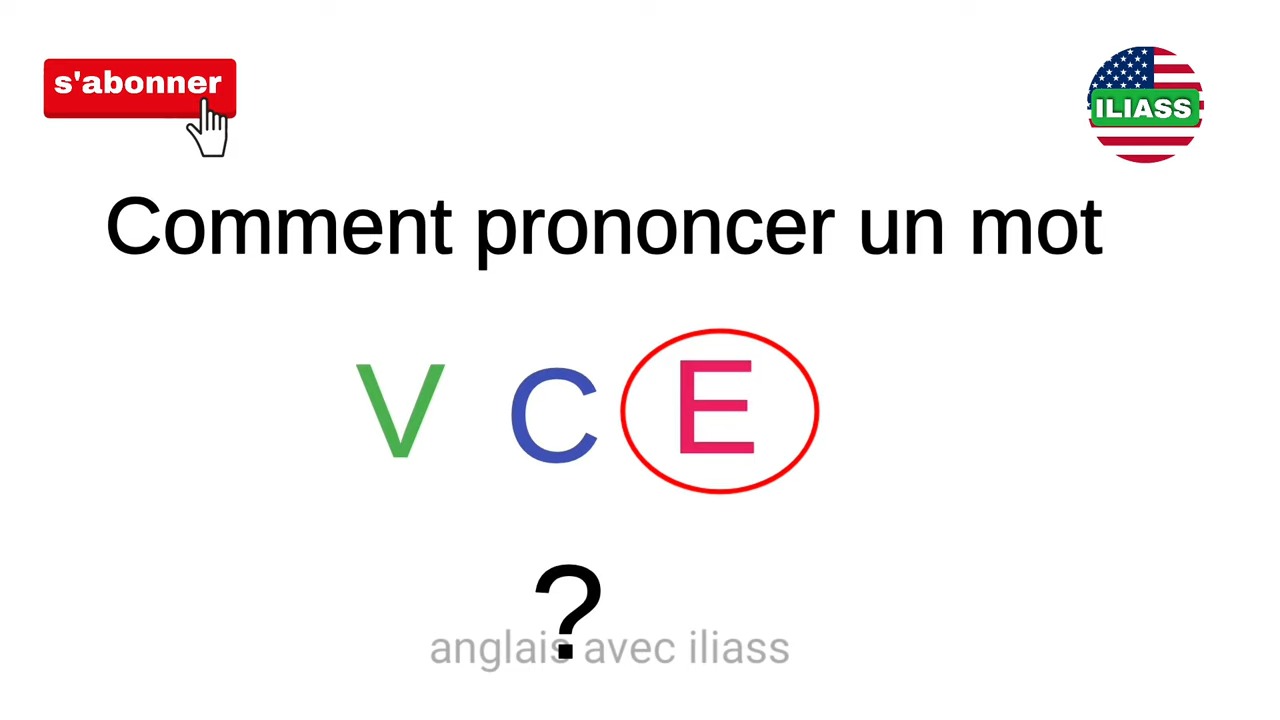 s'abonner
ILIASS
Comment prononcer un mot
V C E
?
anglais avec iliass